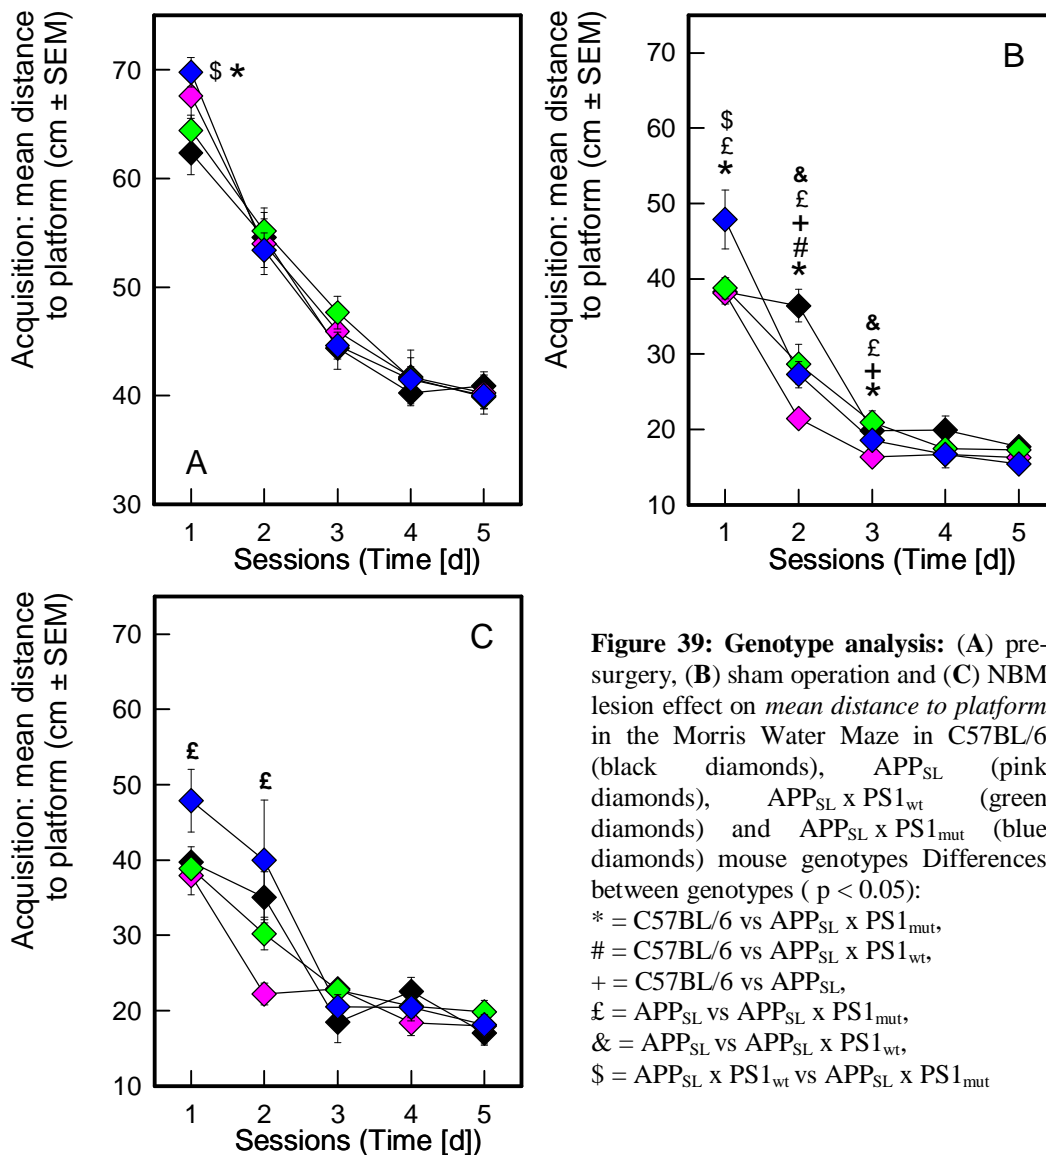 Acquisition: mean distance
to platform (cm ± SEM)
70
60
50
40
30
$ *
A
1 2 3 4 5
Sessions (Time [d])
Acquisition: mean distance
to platform (cm ± SEM)
70
60
50
40
30
20
10
B
$
£
*
&
£
+
#
*
&
£
+
*
1 2 3 4 5
Sessions (Time [d])
Acquisition: mean distance
to platform (cm ± SEM)
70
60
50
40
30
20
10
C
£
£
1 2 3 4 5
Sessions (Time [d])
Figure 39: Genotype analysis: (A) pre-
surgery, (B) sham operation and (C) NBM
lesion effect on mean distance to platform
in the Morris Water Maze in C57BL/6
(black diamonds), APPSL (pink
diamonds), APPSL x PS1wt (green
diamonds) and APPSL x PS1mut (blue
diamonds) mouse genotypes Differences
between genotypes ( p < 0.05):
* = C57BL/6 vs APPSL x PS1mut,
# = C57BL/6 vs APPSL x PS1wt,
+ = C57BL/6 vs APPSL,
£ = APPSL vs APPSL x PS1mut,
& = APPSL vs APPSL x PS1wt,
$ = APPSL x PS1wt vs APPSL x PS1mut